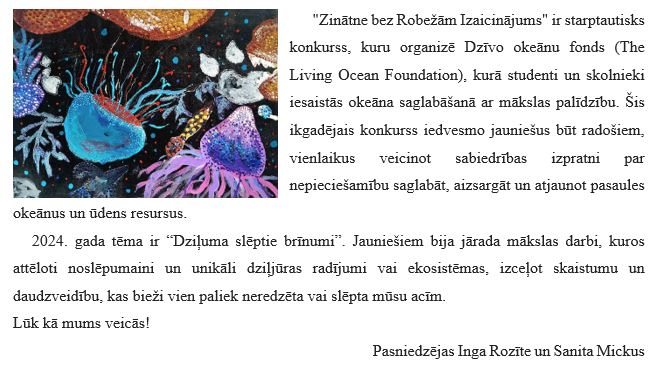 "Zinātne bez Robežām Izaicinājums" ir starptautisks
konkurss, kuru organizē Dzīvo okeānu fonds (The
Living Ocean Foundation), kurā studenti un skolnieki
iesaistās okeāna saglabāšanā ar mākslas palīdzību. Šis
ikgadējais konkurss iedvesmo jauniešus būt radošiem,
vienlaikus veicinot sabiedrības izpratni par
nepieciešamību saglabāt, aizsargāt un atjaunot pasaules
okeānus un ūdens resursus.
2024. gada tēma ir “Dziļuma slēptie brīnumi”. Jauniešiem bija jārada mākslas darbi, kuros
attēloti noslēpumaini un unikāli dziļjūras radījumi vai ekosistēmas, izceļot skaistumu un
daudzveidību, kas bieži vien paliek neredzēta vai slēpta mūsu acīm.
Lūk kā mums veicās!
Pasniedzējas Inga Rozīte un Sanita Mickus